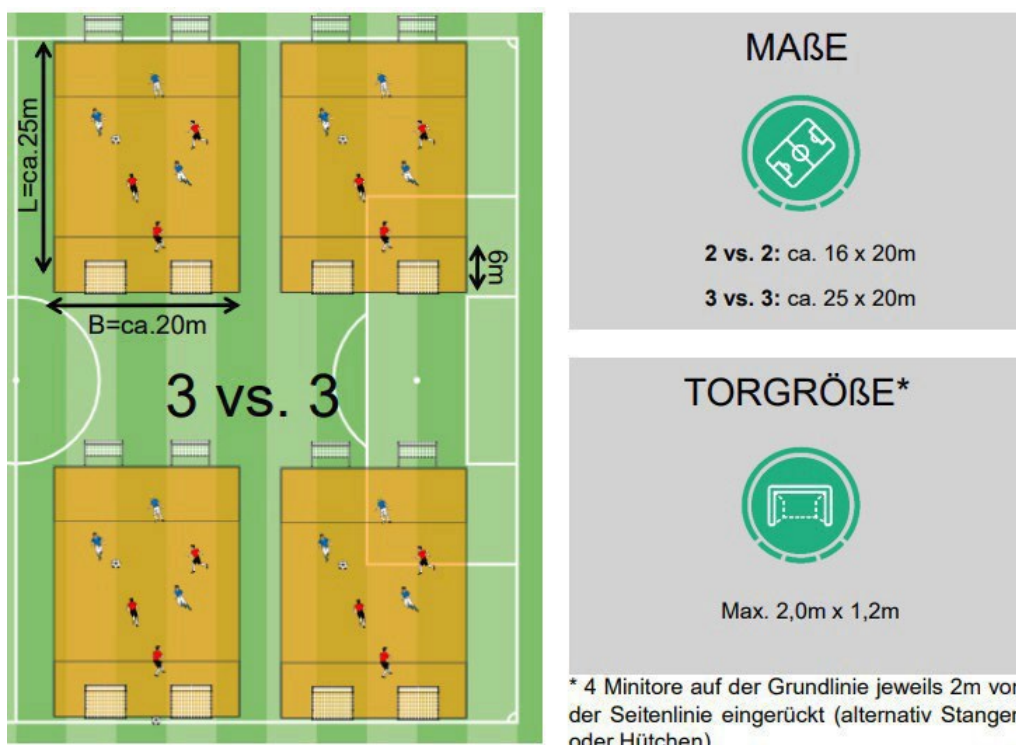 L=ca.25m
6m
B=ca.20m
3 vs. 3
MAßE
2 vs. 2: ca. 16 x 20m
3 vs. 3: ca. 25 x 20m
TORGRÖßE*
Max. 2,0m x 1,2m
* 4 Minitore auf der Grundlinie jeweils 2m von
der Seitenlinie eingerückt (alternativ Stangen
oder Hütchen)